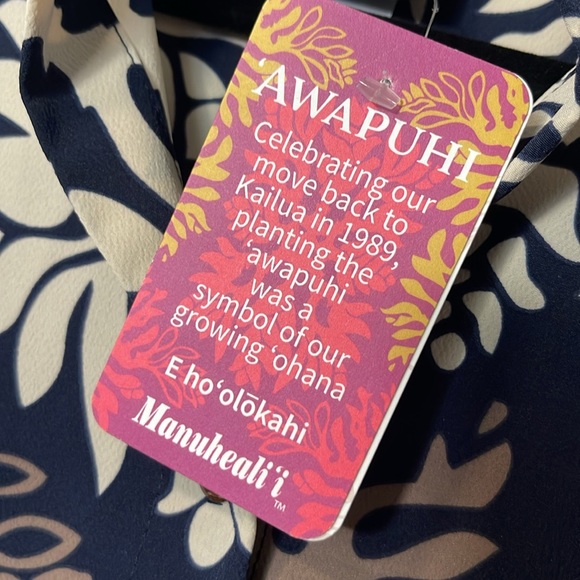 ʻAWAPUHI
Celebrating our
move back to
Kailua in 1989,
planting the
ʻawapuhi
was a
symbol of our
growing ʻohana
E hoʻolōkahi
Manuhealiʻi
TM